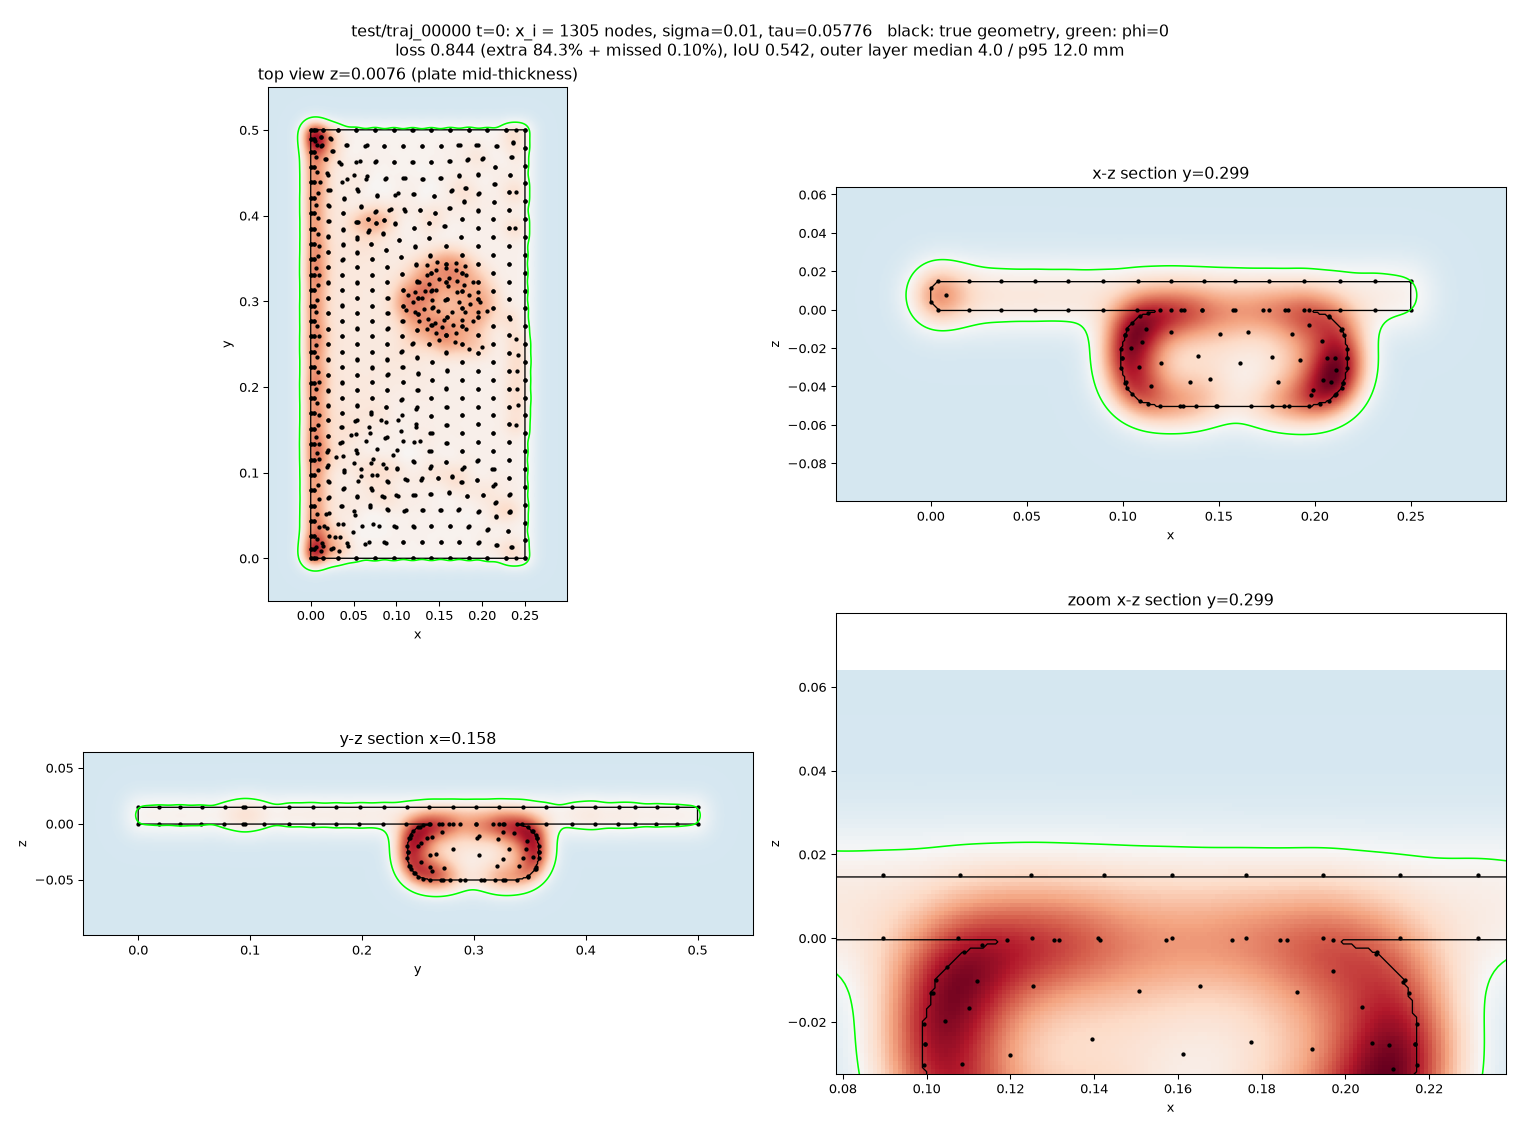 test/traj_00000 t=0: x_i = 1305 nodes, sigma=0.01, tau=0.05776   black: true geometry, green: phi=0
loss 0.844 (extra 84.3% + missed 0.10%), IoU 0.542, outer layer median 4.0 / p95 12.0 mm
top view z=0.0076 (plate mid-thickness)
0.5
0.4
0.3
0.2
0.1
0.0
y
0.00 0.05 0.10 0.15 0.20 0.25
x
x-z section y=0.299
0.06
0.04
0.02
0.00
−0.02
−0.04
−0.06
−0.08
z
0.00 0.05 0.10 0.15 0.20 0.25
x
y-z section x=0.158
0.05
0.00
−0.05
z
0.0 0.1 0.2 0.3 0.4 0.5
y
zoom x-z section y=0.299
0.06
0.04
0.02
0.00
−0.02
z
0.08 0.10 0.12 0.14 0.16 0.18 0.20 0.22
x